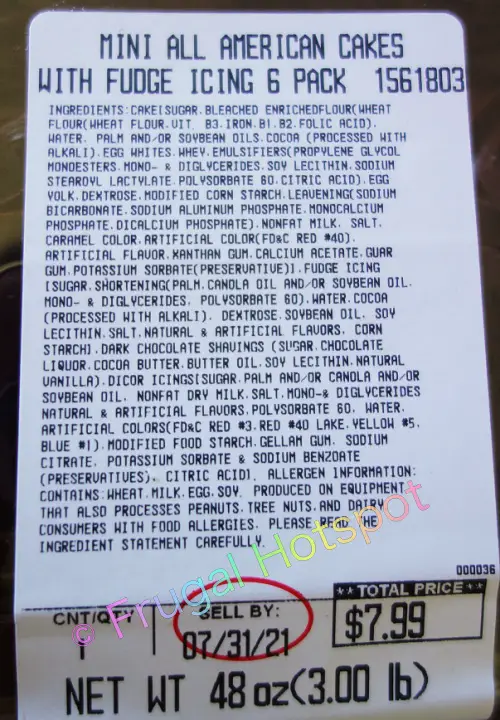 MINI ALL AMERICAN CAKES
WITH FUDGE ICING 6 PACK 1561803
INGREDIENTS:CAKE[SUGAR.BLEACHED ENRICHEDFLOUR(WHEAT
FLOUR(WHEAT FLOUR.VIT. B3.IRON.B1.B2.FOLIC ACID).
WATER. PALM AND/OR SOYBEAN OILS.COCOA (PROCESSED WITH
ALKALI).EGG WHITES.WHEY.EMULSIFIERS(PROPYLENE GLYCOL
MONOESTERS.MONO- & DIGLYCERIDES.SOY LECITHIN.SODIUM
STEAROYL LACTYLATE.POLYSORBATE 60.CITRIC ACID).EGG
YOLK.DEXTROSE.MODIFIED CORN STARCH.LEAVENING(SODIUM
BICARBONATE.SODIUM ALUMINUM PHOSPHATE.MONOCALCIUM
PHOSPHATE.DICALCIUM PHOSPHATE).NONFAT MILK. SALT.
CARAMEL COLOR.ARTIFICIAL COLOR(FD&C RED #40).
ARTIFICIAL FLAVOR.XANTHAN GUM.CALCIUM ACETATE.GUAR
GUM.POTASSIUM SORBATE(PRESERVATIVE)].FUDGE ICING
[SUGAR.SHORTENING(PALM.CANOLA OIL AND/OR SOYBEAN OIL.
MONO- & DIGLYCERIDES. POLYSORBATE 60).WATER.COCOA
(PROCESSED WITH ALKALI). DEXTROSE.SOYBEAN OIL. SOY
LECITHIN.SALT.NATURAL & ARTIFICIAL FLAVORS. CORN
STARCH].DARK CHOCOLATE SHAVINGS (SUGAR.CHOCOLATE
LIQUOR.COCOA BUTTER.BUTTER OIL.SOY LECITHIN.NATURAL
VANILLA).DICOR ICINGS[SUGAR.PALM AND/OR CANOLA AND/OR
SOYBEAN OIL. NONFAT DRY MILK.SALT.MONO-& DIGLYCERIDES
NATURAL & ARTIFICIAL FLAVORS.POLYSORBATE 60. WATER.
ARTIFICIAL COLORS(FD&C RED #3.RED #40 LAKE.YELLOW #5.
BLUE #1).MODIFIED FOOD STARCH.GELLAM GUM. SODIUM
CITRATE. POTASSIUM SORBATE & SODIUM BENZOATE
(PRESERVATIVES). CITRIC ACID]. ALLERGEN INFORMATION:
CONTAINS:WHEAT.MILK.EGG.SOY. PRODUCED ON EQUIPMENT
THAT ALSO PROCESSES PEANUTS.TREE NUTS.AND DAIRY
CONSUMERS WITH FOOD ALLERGIES. PLEASE READ THE
INGREDIENT STATEMENT CAREFULLY.
000036
CNT/QTY
1
SELL BY:
07/31/21
**TOTAL PRICE**
$7.99
NET WT 48 oz(3.00 lb)
© Frugal Hotspot